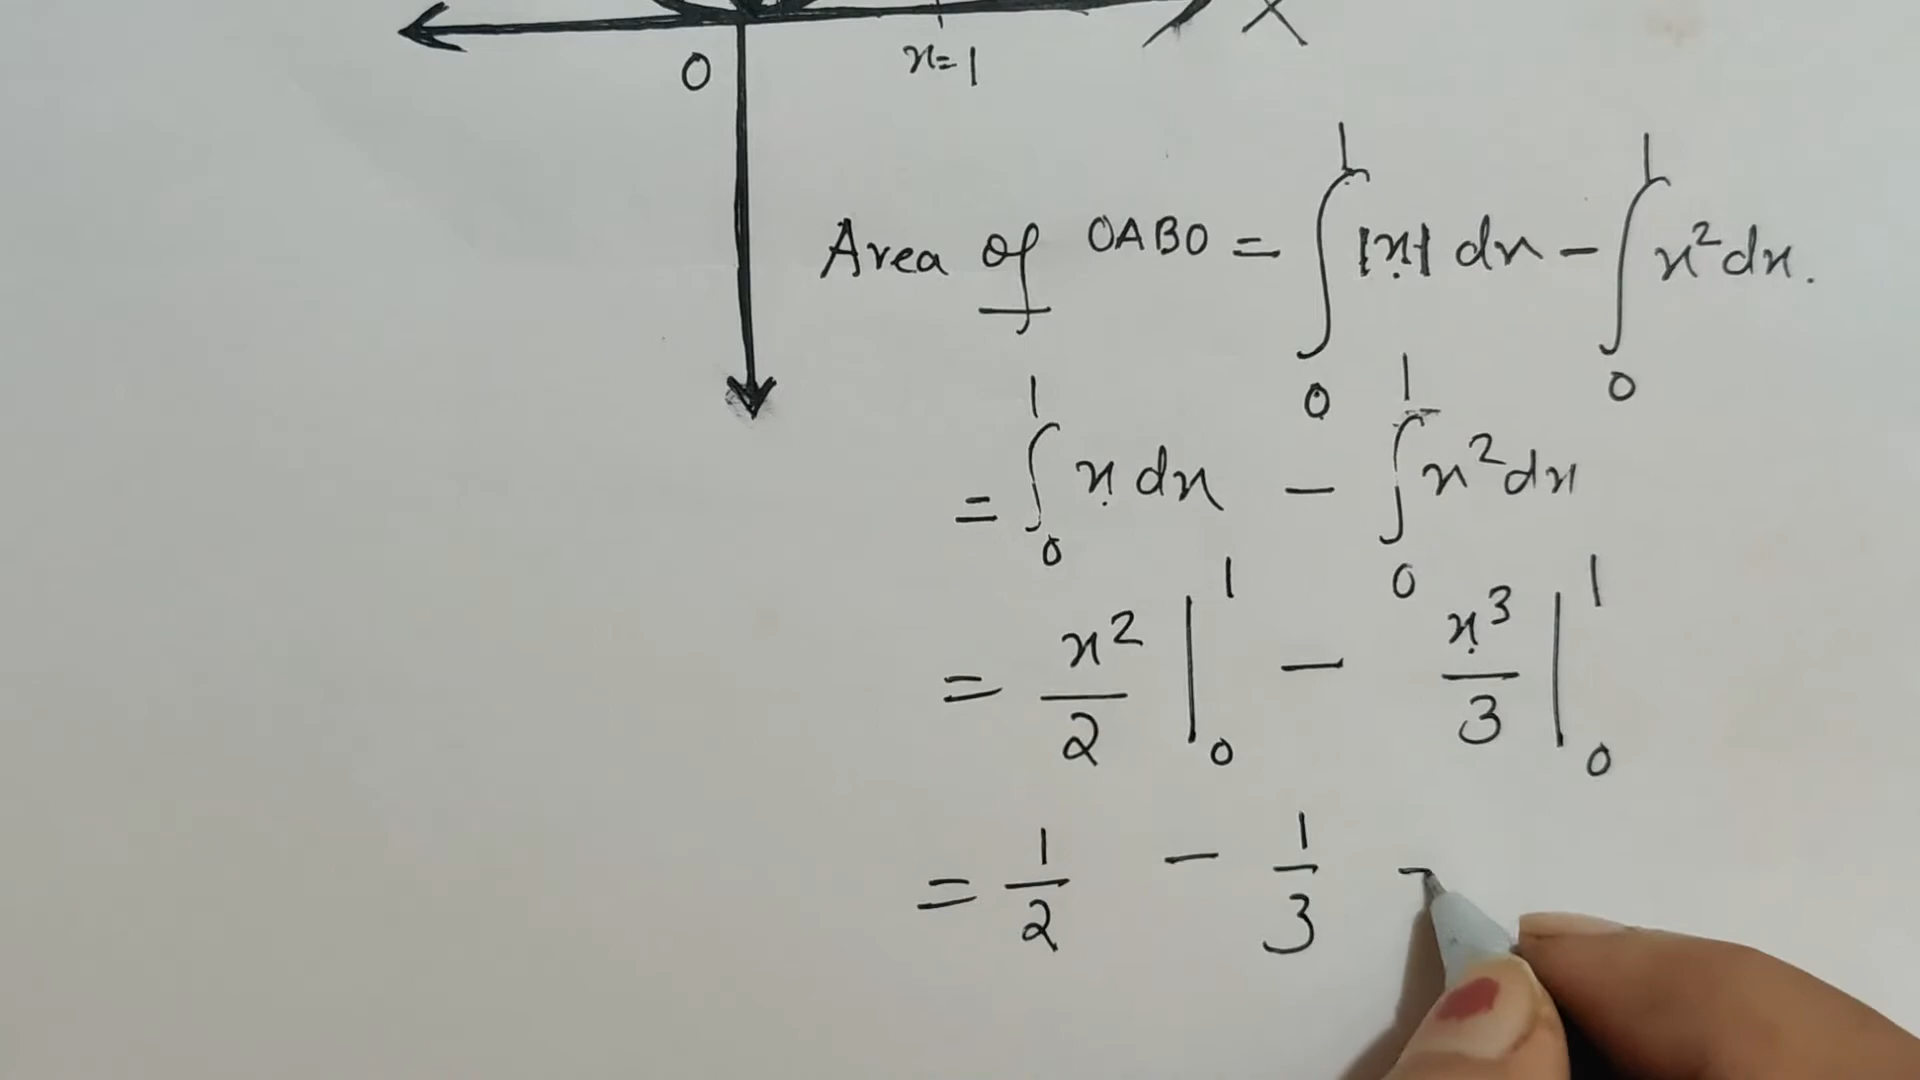 X
0 x=1
Area of OABO = ∫₀¹ |x| dx - ∫₀¹ x² dx.
= ∫₀¹ x dx - ∫₀¹ x² dx
= x²/2 |₀¹ - x³/3 |₀¹
= 1/2 - 1/3 -